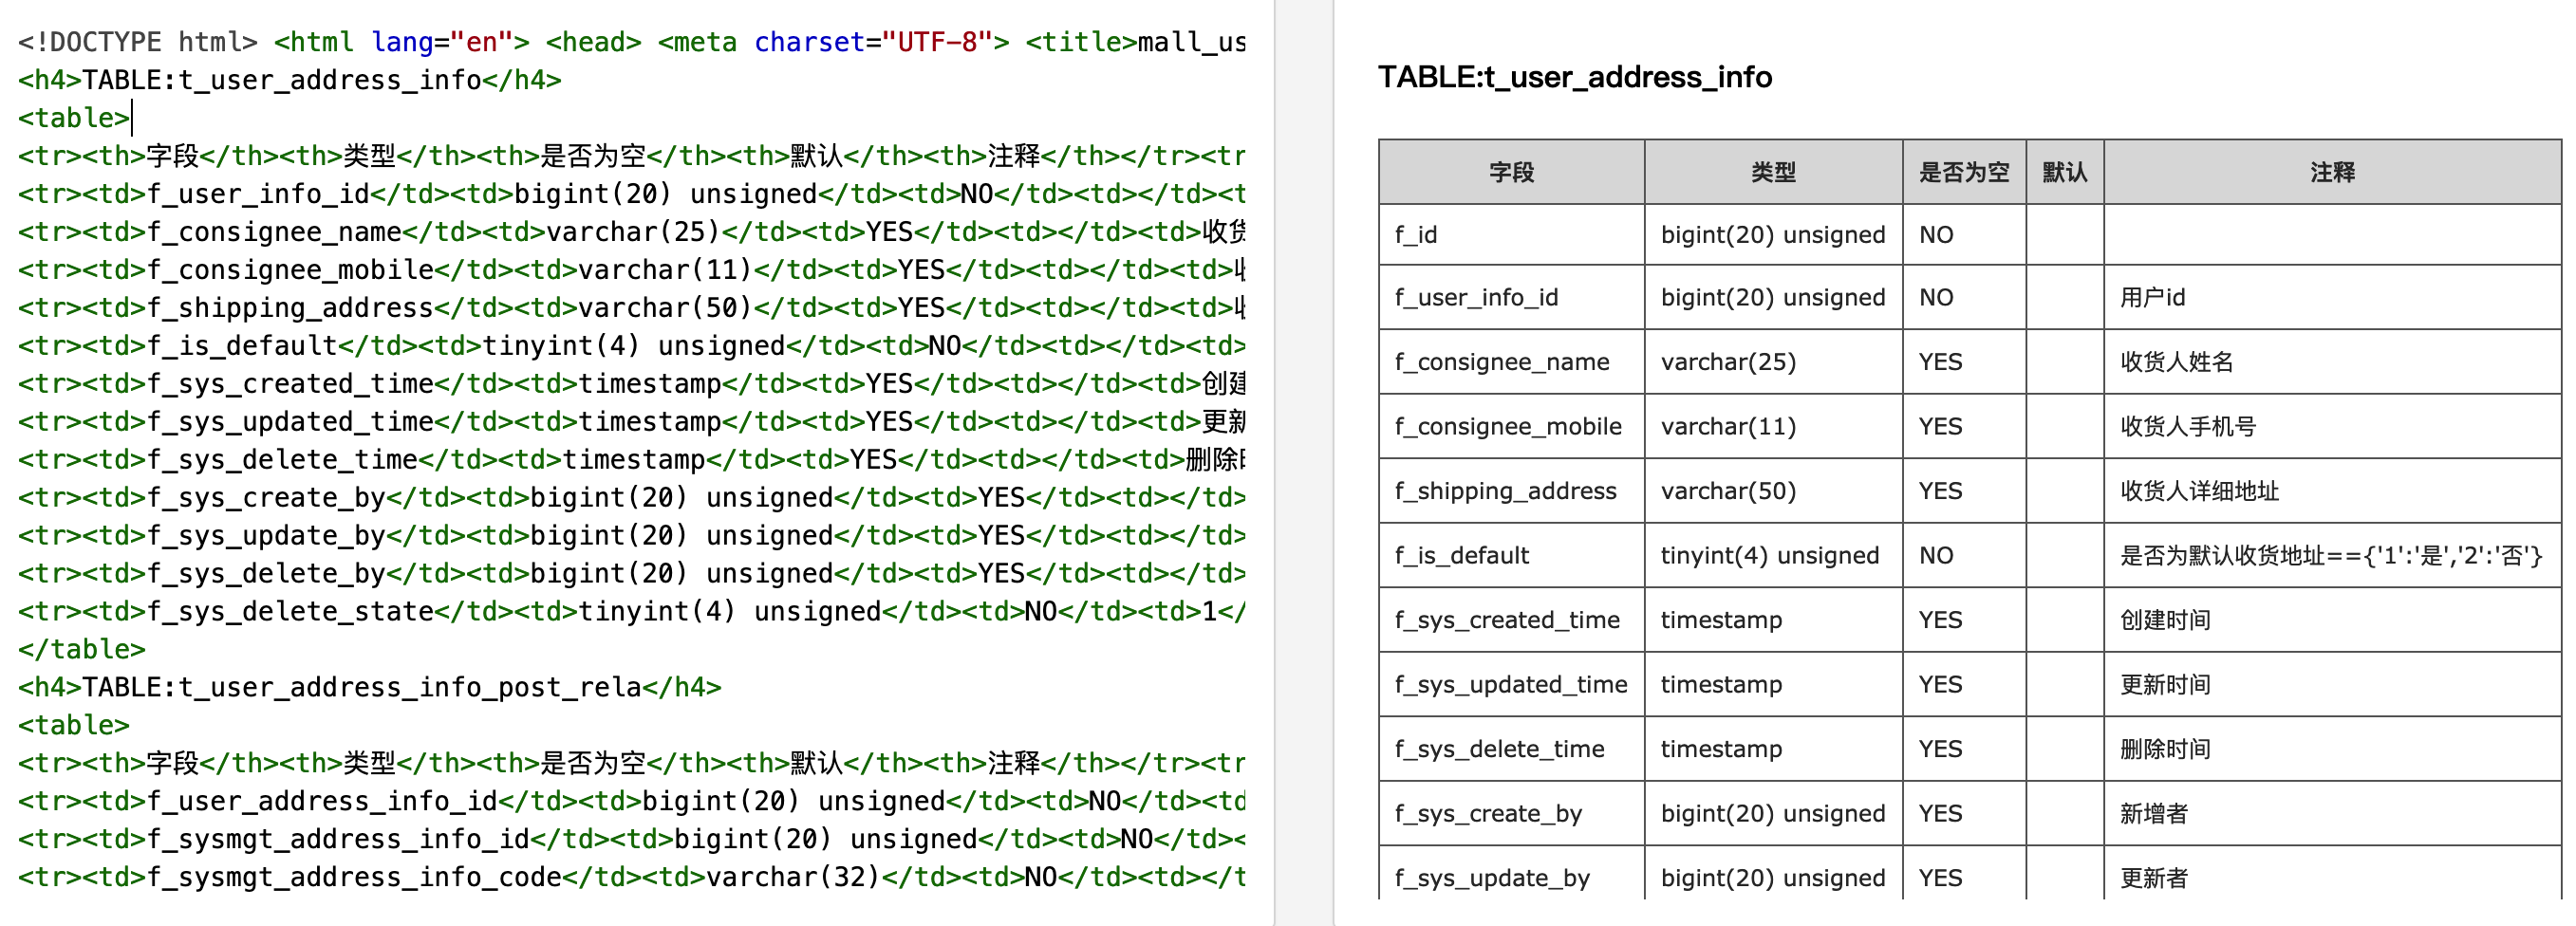 <!DOCTYPE html> <html lang="en"> <head> <meta charset="UTF-8"> <title>mall_us
<h4>TABLE:t_user_address_info</h4>
<table>
<tr><th>字段</th><th>类型</th><th>是否为空</th><th>默认</th><th>注释</th></tr><tr
<tr><td>f_user_info_id</td><td>bigint(20) unsigned</td><td>NO</td><td></td><t
<tr><td>f_consignee_name</td><td>varchar(25)</td><td>YES</td><td></td><td>收货
<tr><td>f_consignee_mobile</td><td>varchar(11)</td><td>YES</td><td></td><td>
<tr><td>f_shipping_address</td><td>varchar(50)</td><td>YES</td><td></td><td>
<tr><td>f_is_default</td><td>tinyint(4) unsigned</td><td>NO</td><td></td><td>
<tr><td>f_sys_created_time</td><td>timestamp</td><td>YES</td><td></td><td>创建
<tr><td>f_sys_updated_time</td><td>timestamp</td><td>YES</td><td></td><td>更新
<tr><td>f_sys_delete_time</td><td>timestamp</td><td>YES</td><td></td><td>删除
<tr><td>f_sys_create_by</td><td>bigint(20) unsigned</td><td>YES</td><td></td>
<tr><td>f_sys_update_by</td><td>bigint(20) unsigned</td><td>YES</td><td></td>
<tr><td>f_sys_delete_by</td><td>bigint(20) unsigned</td><td>YES</td><td></td>
<tr><td>f_sys_delete_state</td><td>tinyint(4) unsigned</td><td>NO</td><td>1</
</table>
<h4>TABLE:t_user_address_info_post_rela</h4>
<table>
<tr><th>字段</th><th>类型</th><th>是否为空</th><th>默认</th><th>注释</th></tr><tr
<tr><td>f_user_address_info_id</td><td>bigint(20) unsigned</td><td>NO</td><td
<tr><td>f_sysmgt_address_info_id</td><td>bigint(20) unsigned</td><td>NO</td><
<tr><td>f_sysmgt_address_info_code</td><td>varchar(32)</td><td>NO</td><td></t
TABLE:t_user_address_info
字段 类型 是否为空 默认 注释
f_id bigint(20) unsigned NO
f_user_info_id bigint(20) unsigned NO 用户id
f_consignee_name varchar(25) YES 收货人姓名
f_consignee_mobile varchar(11) YES 收货人手机号
f_shipping_address varchar(50) YES 收货人详细地址
f_is_default tinyint(4) unsigned NO 是否为默认收货地址=={'1':'是','2':'否'}
f_sys_created_time timestamp YES 创建时间
f_sys_updated_time timestamp YES 更新时间
f_sys_delete_time timestamp YES 删除时间
f_sys_create_by bigint(20) unsigned YES 新增者
f_sys_update_by bigint(20) unsigned YES 更新者